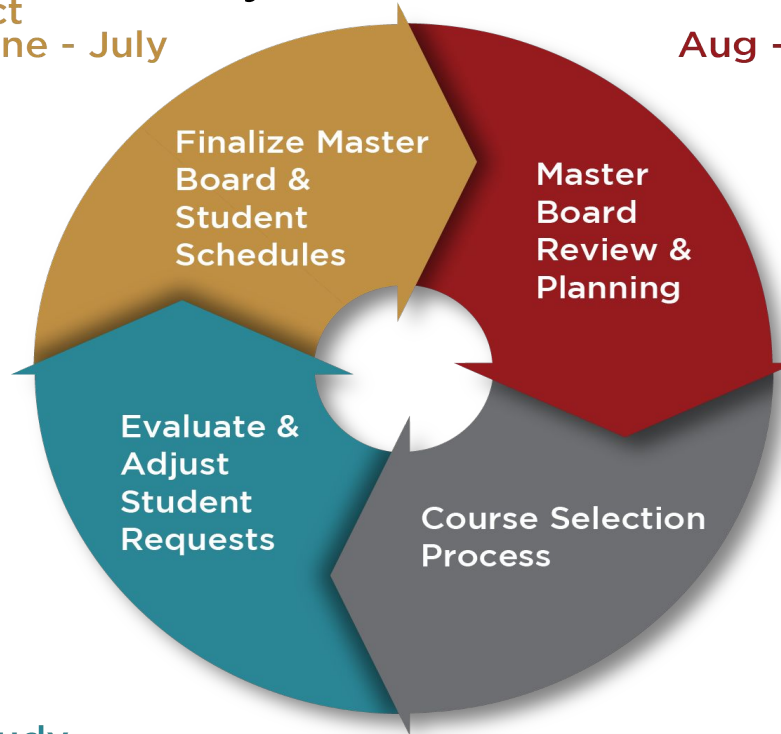 ct
ne - July
Aug -
Finalize Master
Board &
Student
Schedules
Master
Board
Review &
Planning
Evaluate &
Adjust
Student
Requests
Course Selection
Process